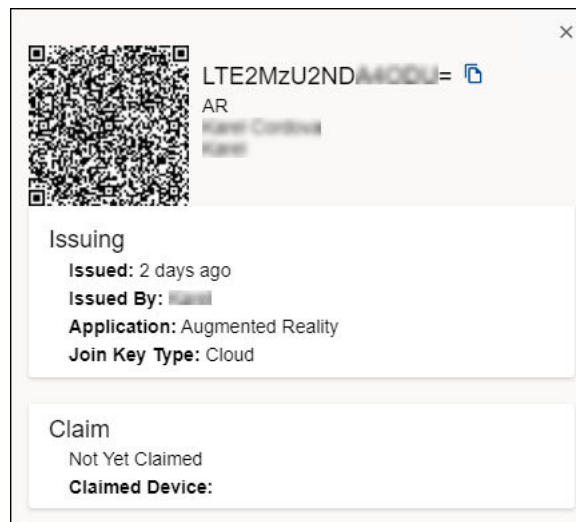 LTE2MzU2ND =
AR
Issuing
Issued: 2 days ago
Issued By:
Application: Augmented Reality
Join Key Type: Cloud
Claim
Not Yet Claimed
Claimed Device: